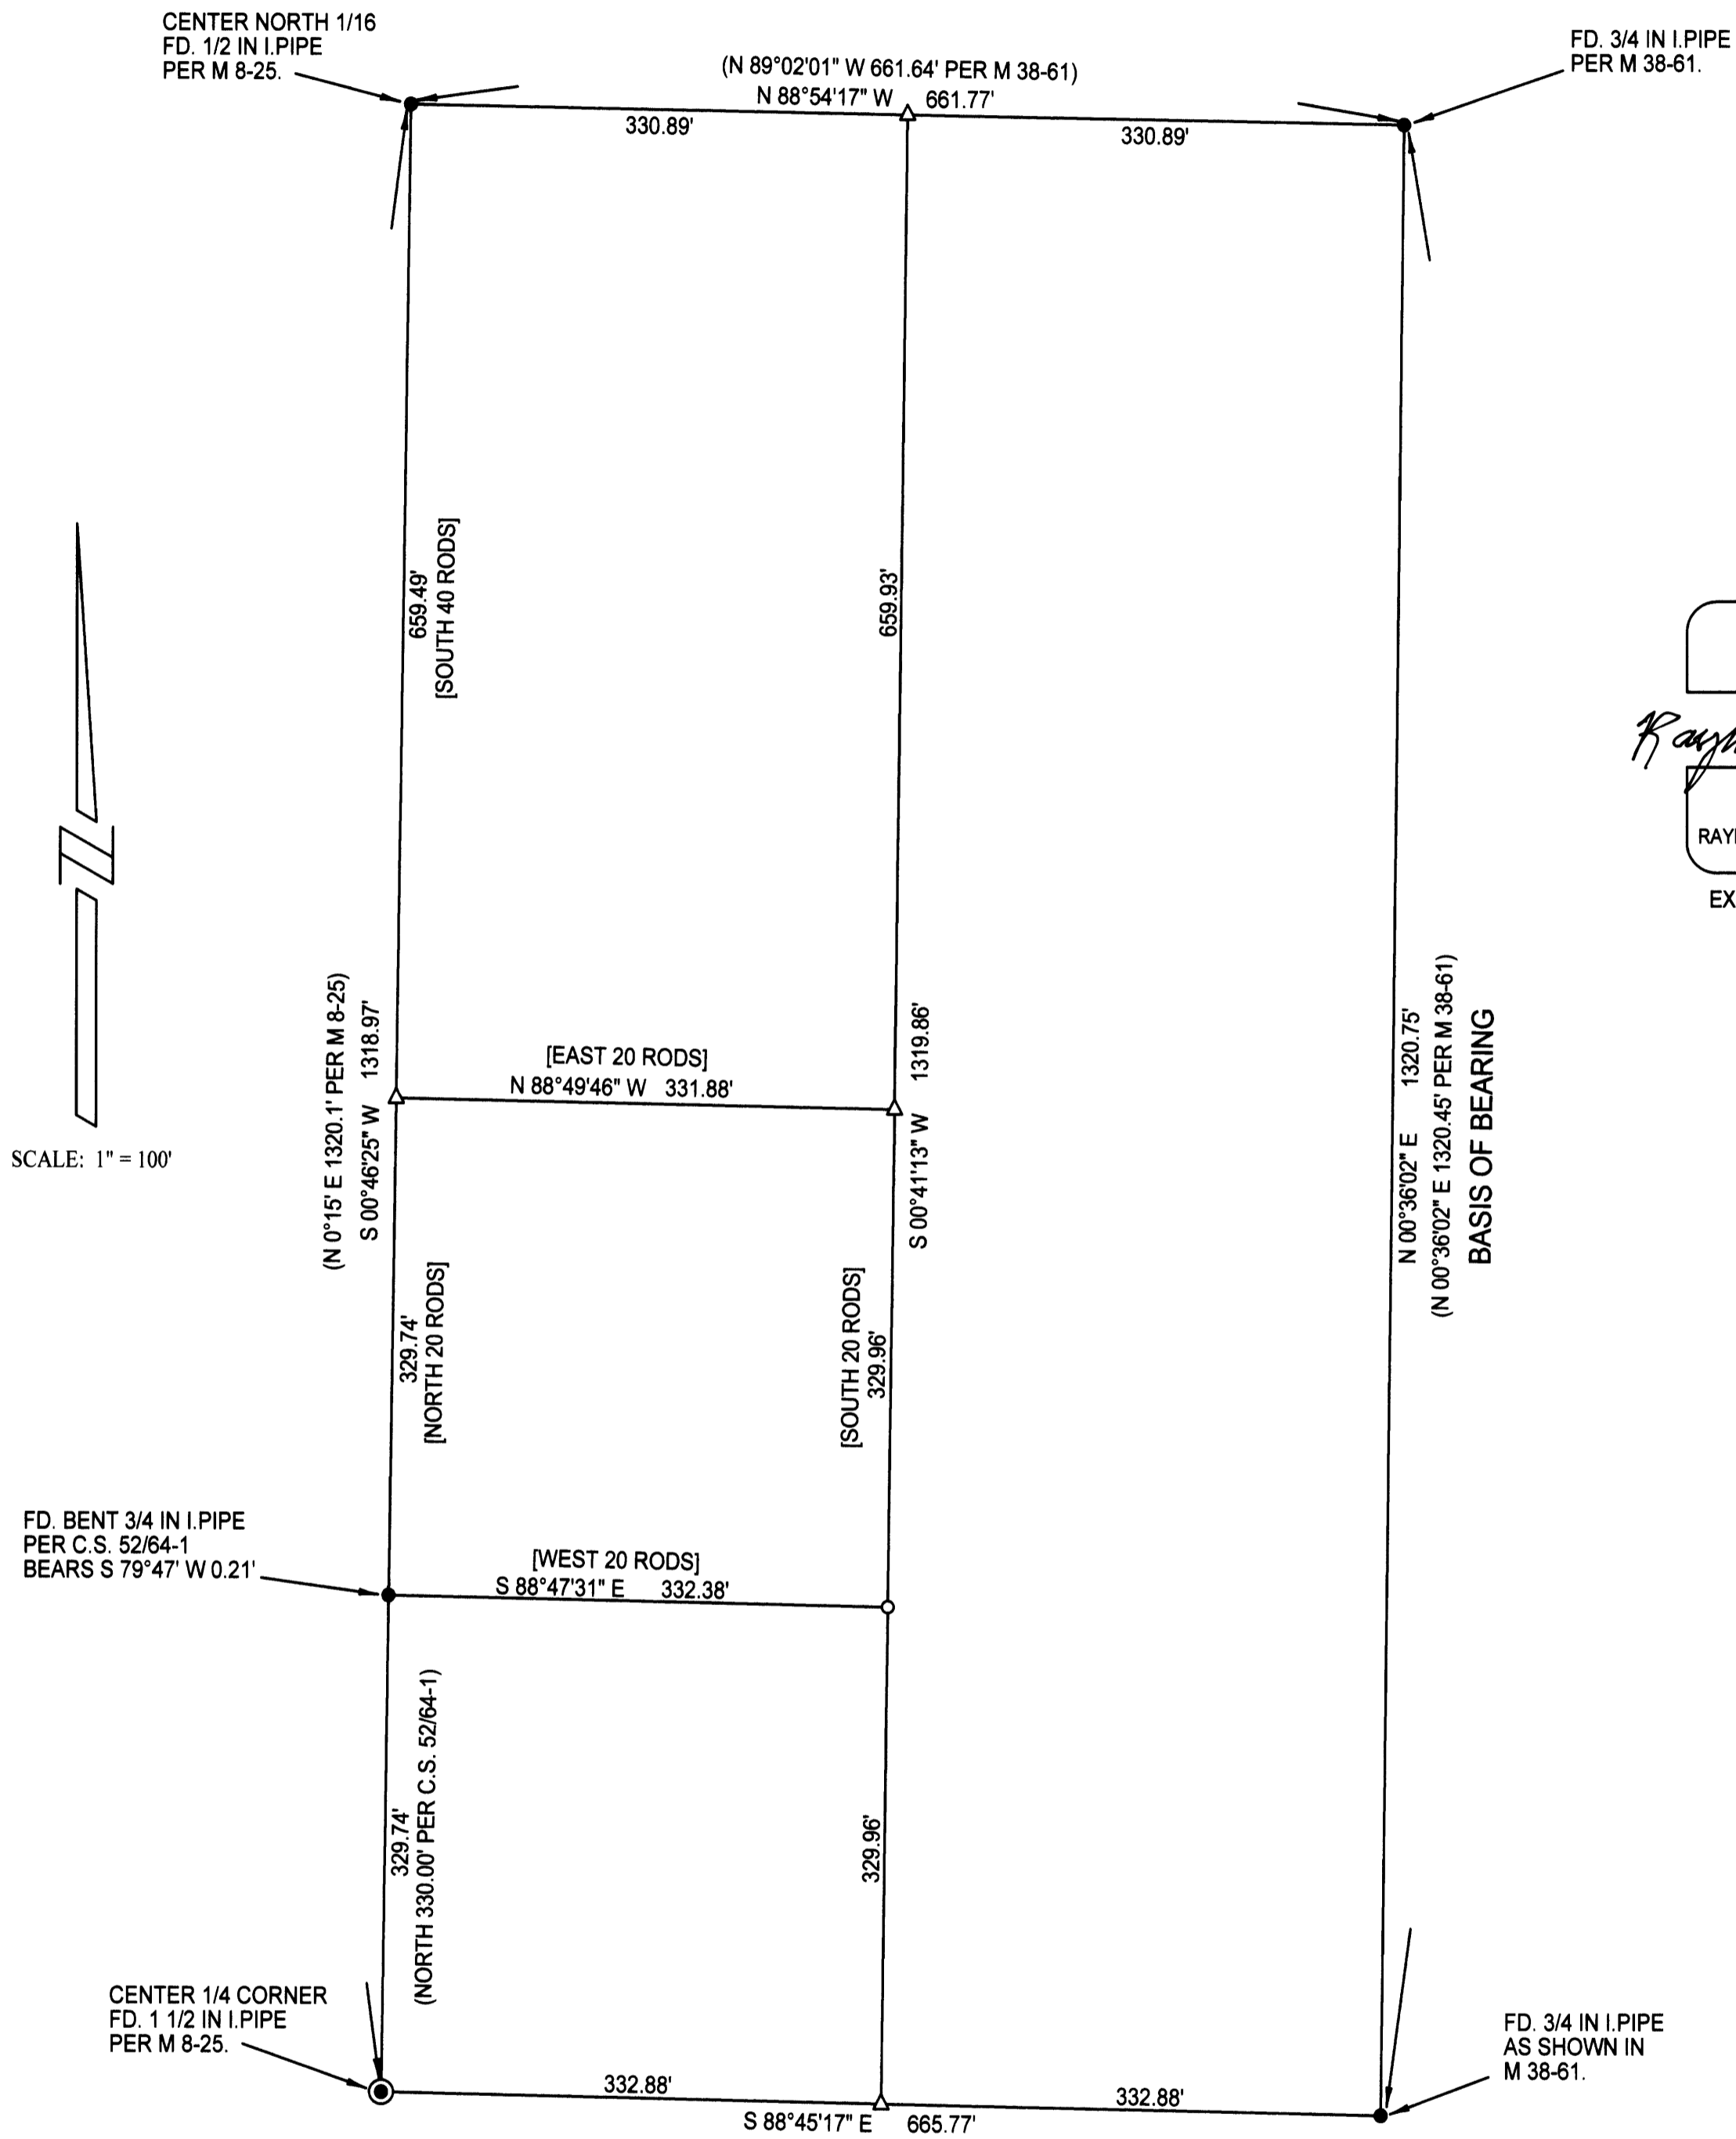 CENTER NORTH 1/16
FD. 1/2 IN I.PIPE
PER M 8-25.
(N 89°02'01" W 661.64' PER M 38-61)
N 88°54'17" W 661.77'
330.89'
330.89'
FD. 3/4 IN I.PIPE
PER M 38-61.
659.49'
[SOUTH 40 RODS]
659.93'
RAY
EX
(N 0°15' E 1320.1' PER M 8-25)
S 00°46'25" W 1318.97'
[EAST 20 RODS]
N 88°49'46" W 331.88'
S 00°41'13" W 1319.86'
N 00°36'02" E 1320.75'
(N 00°36'02" E 1320.45' PER M 38-61)
BASIS OF BEARING
SCALE: 1" = 100'
329.74'
[NORTH 20 RODS]
[SOUTH 20 RODS]
329.96'
FD. BENT 3/4 IN I.PIPE
PER C.S. 52/64-1
BEARS S 79°47' W 0.21'
[WEST 20 RODS]
S 88°47'31" E 332.38'
329.74'
(NORTH 330.00' PER C.S. 52/64-1)
329.96'
CENTER 1/4 CORNER
FD. 1 1/2 IN I.PIPE
PER M 8-25.
332.88'
332.88'
S 88°45'17" E 665.77'
FD. 3/4 IN I.PIPE
AS SHOWN IN
M 38-61.